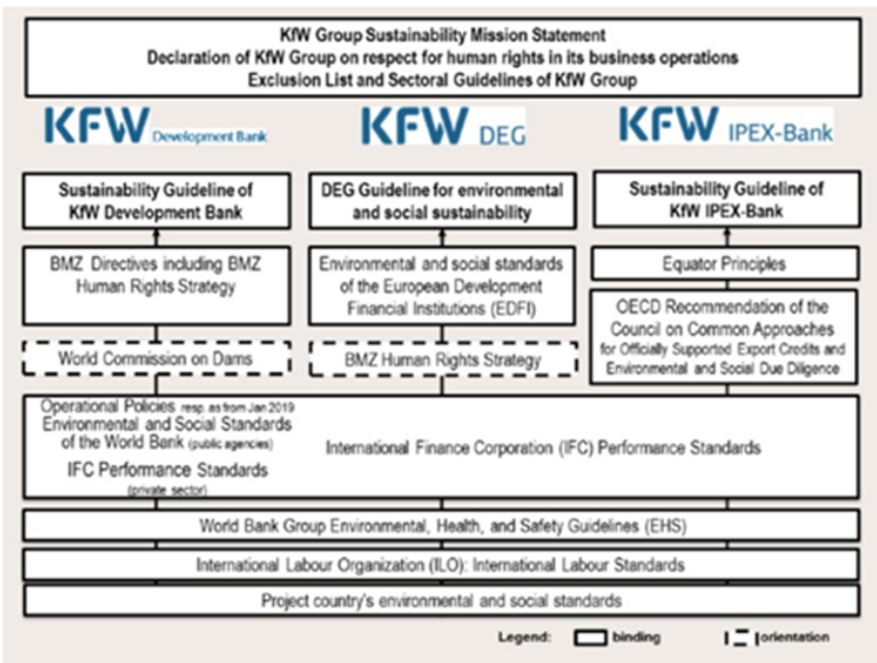 KfW Group Sustainability Mission Statement
Declaration of KfW Group on respect for human rights in its business operations
Exclusion List and Sectoral Guidelines of KfW Group
KFW Development Bank
KFW DEG
KFW IPEX-Bank
Sustainability Guideline of
KfW Development Bank
DEG Guideline for environmental
and social sustainability
Sustainability Guideline of
KfW IPEX-Bank
BMZ Directives including BMZ
Human Rights Strategy
Environmental and social standards
of the European Development
Financial Institutions (EDFI)
Equator Principles
OECD Recommendation of the
Council on Common Approaches
for Officially Supported Export Credits and
Environmental and Social Due Diligence
World Commission on Dams
BMZ Human Rights Strategy
Operational Policies resp. as from Jan 2019
Environmental and Social Standards
of the World Bank (public agencies)
IFC Performance Standards
(private sector)
International Finance Corporation (IFC) Performance Standards
World Bank Group Environmental, Health, and Safety Guidelines (EHS)
International Labour Organization (ILO): International Labour Standards
Project country's environmental and social standards
Legend: binding orientation